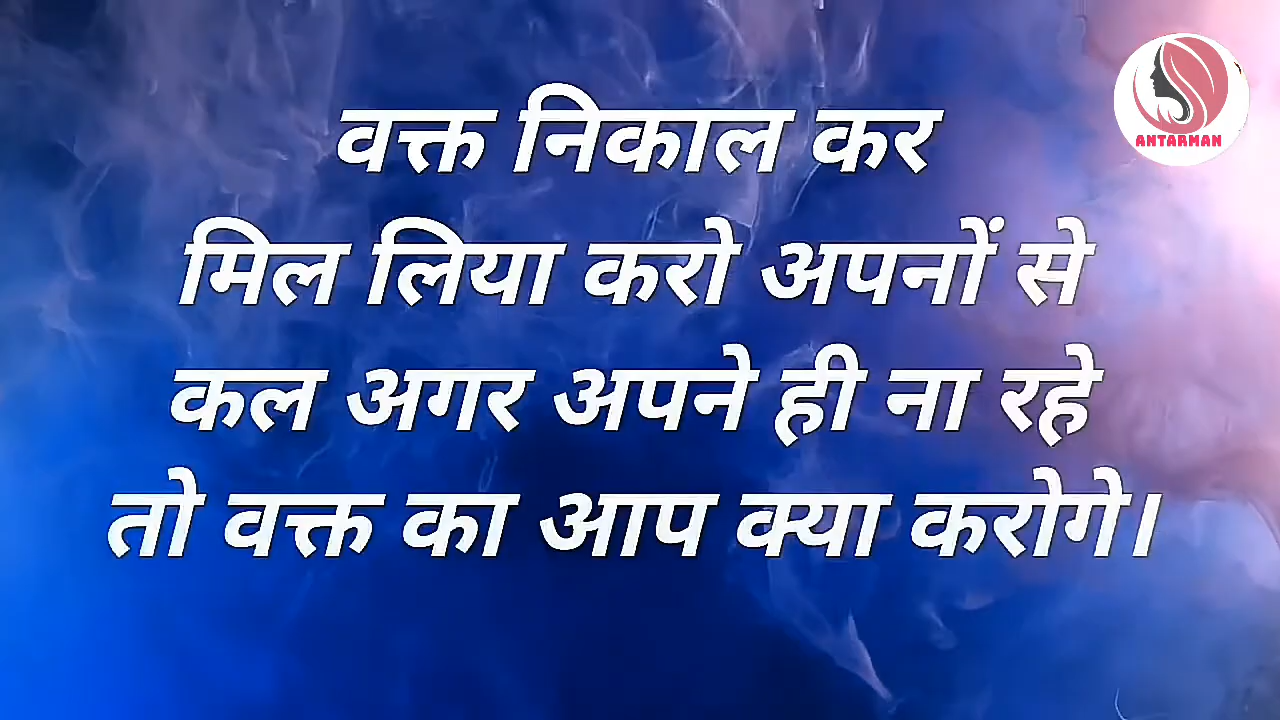 वक्त निकाल कर
मिल लिया करो अपनों से
कल अगर अपने ही ना रहे
तो वक्त का आप क्या करोगे।
ANTARMAN